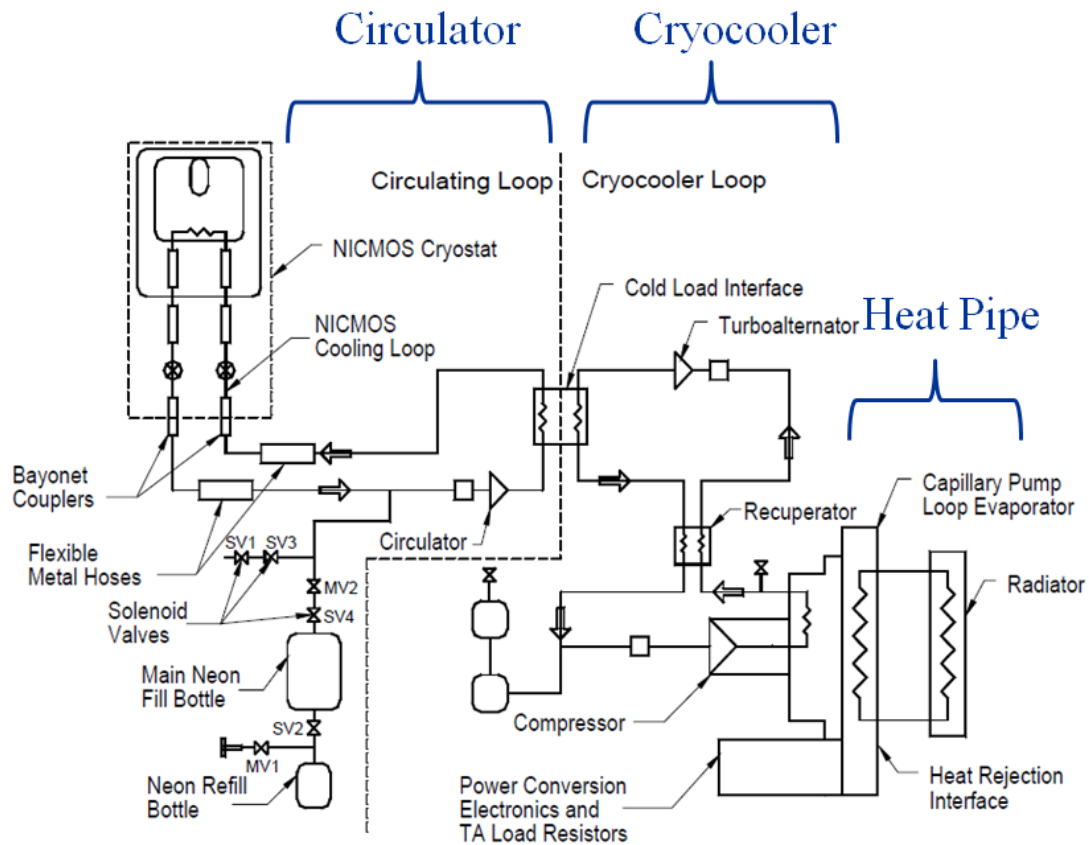 Circulator
Cryocooler
Circulating Loop
Cryocooler Loop
NICMOS Cryostat
Cold Load Interface
NICMOS
Cooling Loop
Turboalternator
Heat Pipe
Bayonet
Couplers
Capillary Pump
Loop Evaporator
Circulator
Recuperator
SV1
SV3
Flexible
Metal Hoses
Radiator
MV2
Solenoid
Valves
SV4
Main Neon
Fill Bottle
Compressor
SV2
MV1
Neon Refill
Bottle
Power Conversion
Electronics and
TA Load Resistors
Heat Rejection
Interface